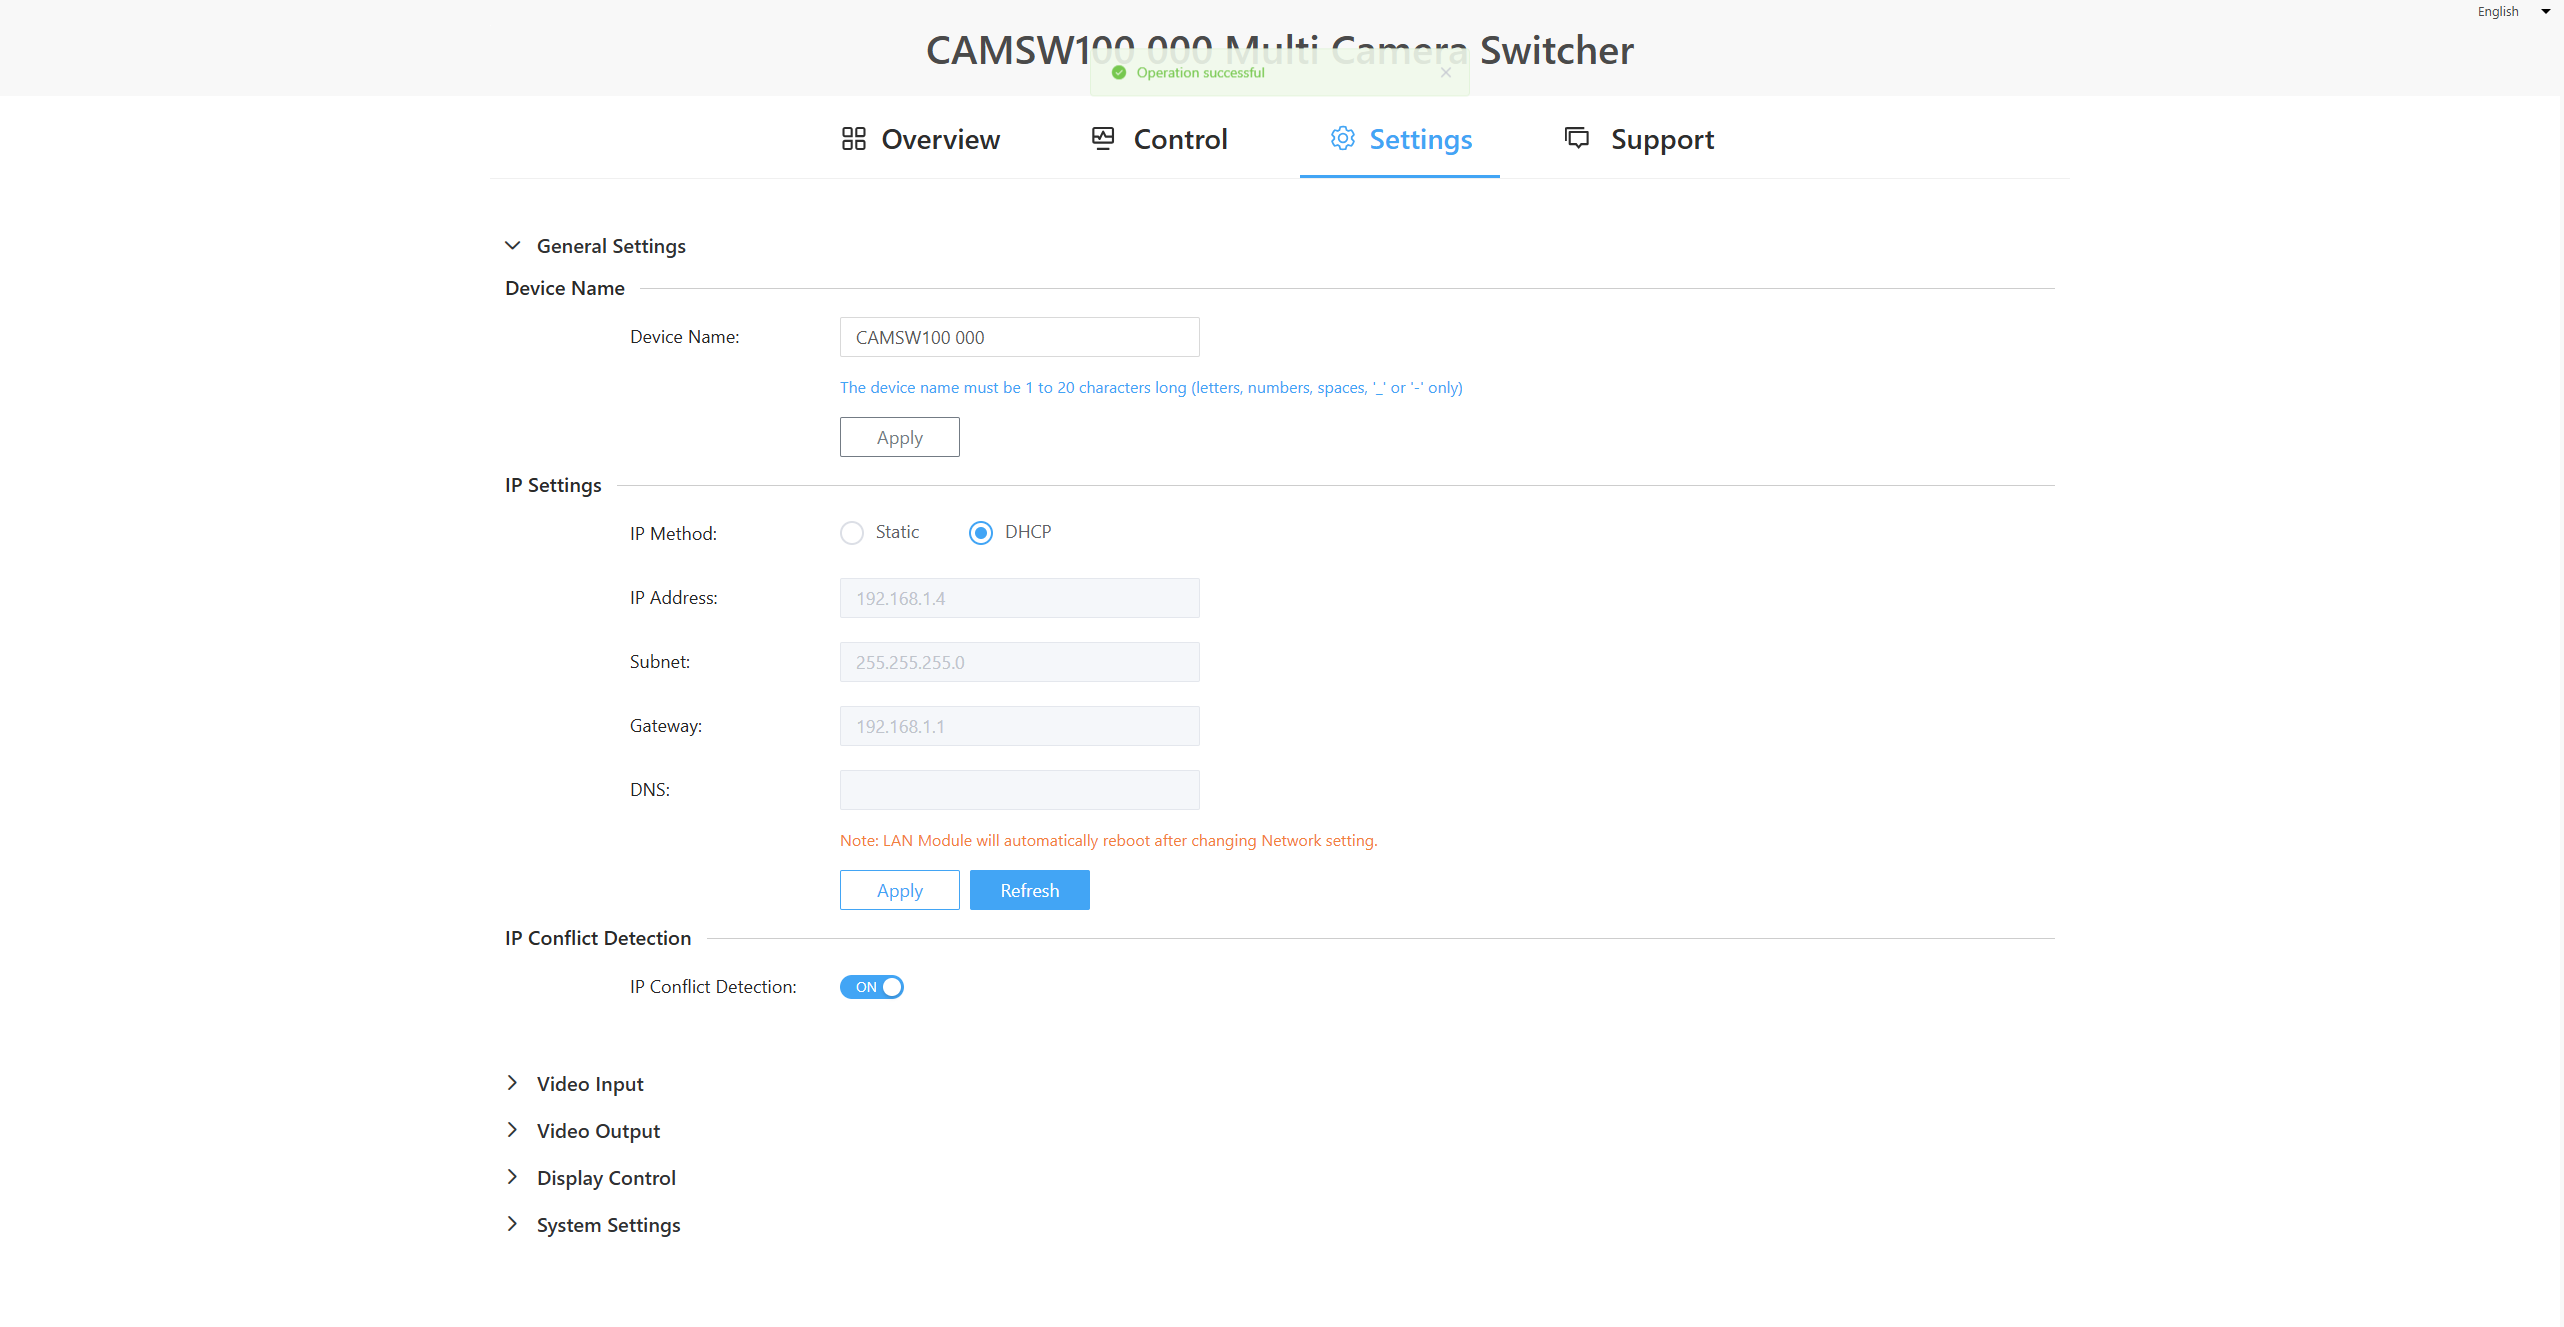 English
CAMSW100 000 Multi Camera Switcher
Operation successful
Overview
Control
Settings
Support
General Settings
Device Name
Device Name:
CAMSW100 000
The device name must be 1 to 20 characters long (letters, numbers, spaces, '_' or '-' only)
Apply
IP Settings
IP Method:
Static
DHCP
IP Address:
192.168.1.4
Subnet:
255.255.255.0
Gateway:
192.168.1.1
DNS:
Note: LAN Module will automatically reboot after changing Network setting.
Apply
Refresh
IP Conflict Detection
IP Conflict Detection:
ON
Video Input
Video Output
Display Control
System Settings